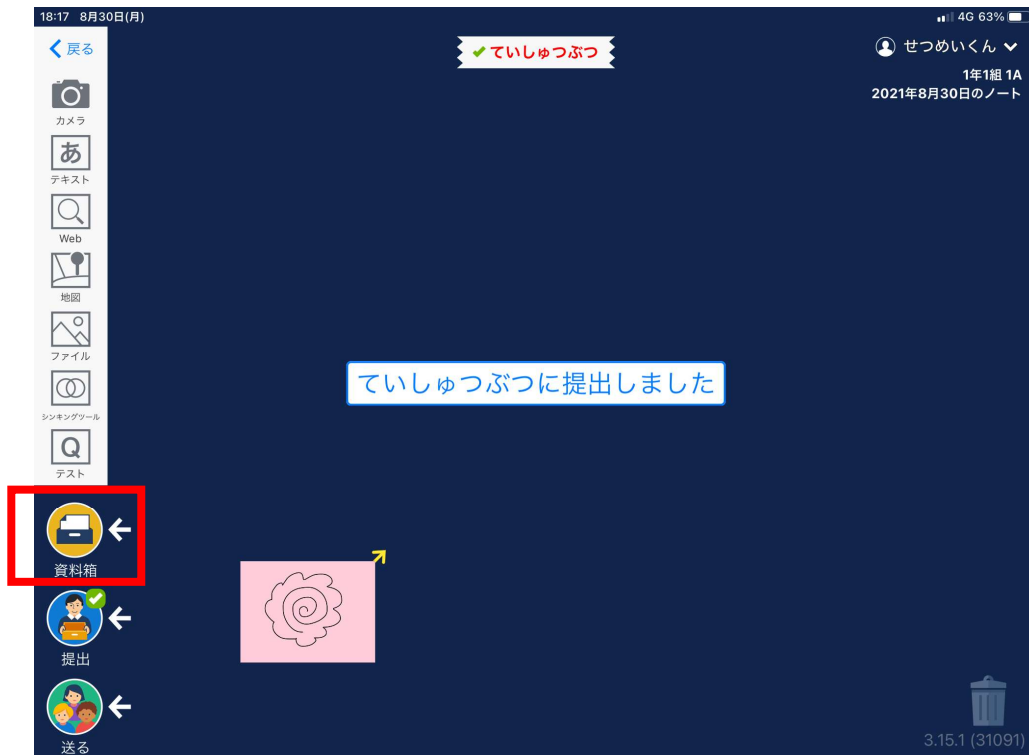 18:17 8月30日(月)
4G 63%
戻る
ていしゅつぶつ
せつめいくん
1年1組 1A
2021年8月30日のノート
カメラ
あ
テキスト
Web
地図
ファイル
シンキングツール
Q
テスト
ていしゅつぶつに提出しました
資料箱
提出
送る
3.15.1 (31091)